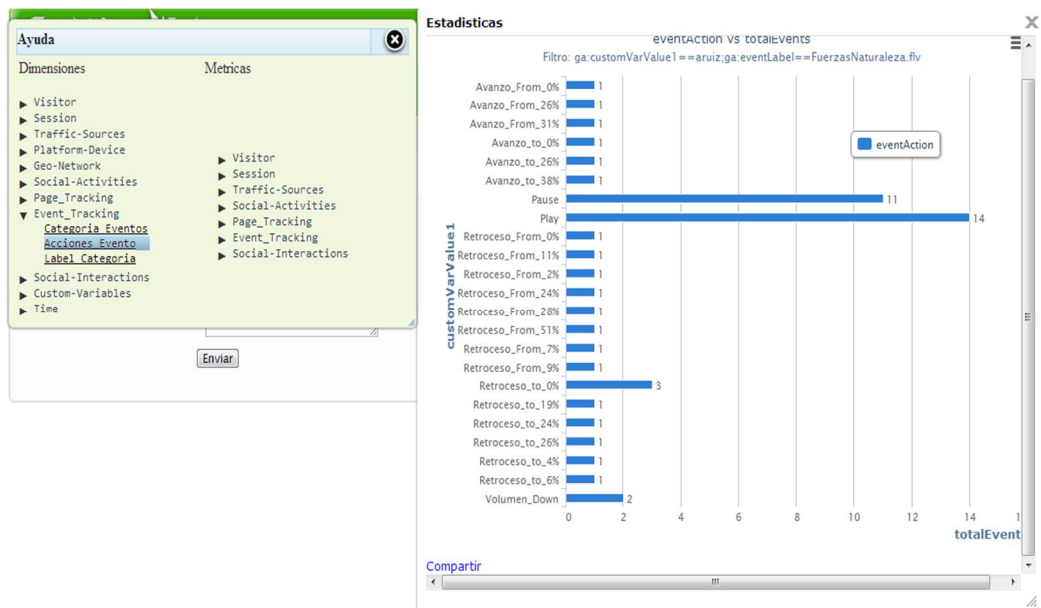 Ayuda
Dimensiones
Metricas
Visitor
Session
Traffic-Sources
Platform-Device
Geo-Network
Social-Activities
Page_Tracking
Event_Tracking
Categoria Eventos
Acciones Evento
Label Categoria
Social-Interactions
Custom-Variables
Time
Visitor
Session
Traffic-Sources
Social-Activities
Page_Tracking
Event_Tracking
Social-Interactions
Enviar
Estadisticas
eventAction vs totalEvents
Filtro: ga:customVarValue1==aruiz;ga:eventLabel==FuerzasNaturaleza.flv
eventAction
customVarValue1
Avanzo_From_0% 1
Avanzo_From_26% 1
Avanzo_From_31% 1
Avanzo_to_0% 1
Avanzo_to_26% 1
Avanzo_to_38% 1
Pause 11
Play 14
Retroceso_From_0% 1
Retroceso_From_11% 1
Retroceso_From_2% 1
Retroceso_From_24% 1
Retroceso_From_28% 1
Retroceso_From_51% 1
Retroceso_From_7% 1
Retroceso_From_9% 1
Retroceso_to_0% 3
Retroceso_to_19% 1
Retroceso_to_24% 1
Retroceso_to_26% 1
Retroceso_to_4% 1
Retroceso_to_6% 1
Volumen_Down 2
0 2 4 6 8 10 12 14 1
totalEvent
Compartir